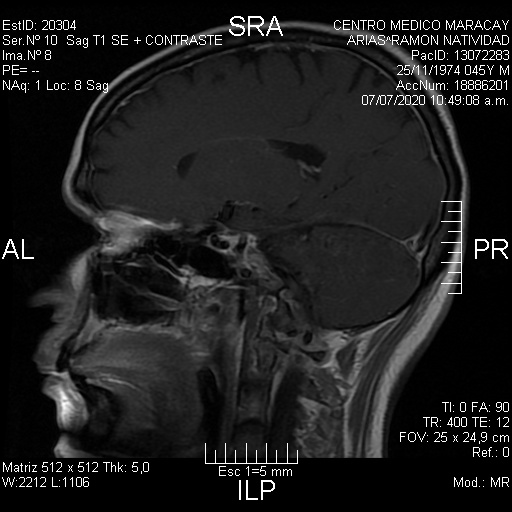 EstID: 20304
Ser.Nº 10 Sag T1 SE + CONTRASTE
Ima.Nº 8
PE= --
NAq: 1 Loc: 8 Sag
SRA
CENTRO MEDICO MARACAY
ARIAS^RAMON NATIVIDAD
PacID: 13072283
25/11/1974 045Y M
AccNum: 18886201
07/07/2020 10:49:08 a.m.
AL
PR
TI: 0 FA: 90
TR: 400 TE: 12
FOV: 25 x 24,9 cm
Ref.: 0
Matriz 512 x 512 Thk: 5,0
W:2212 L:1106
Esc 1=5 mm
ILP
Mod.: MR